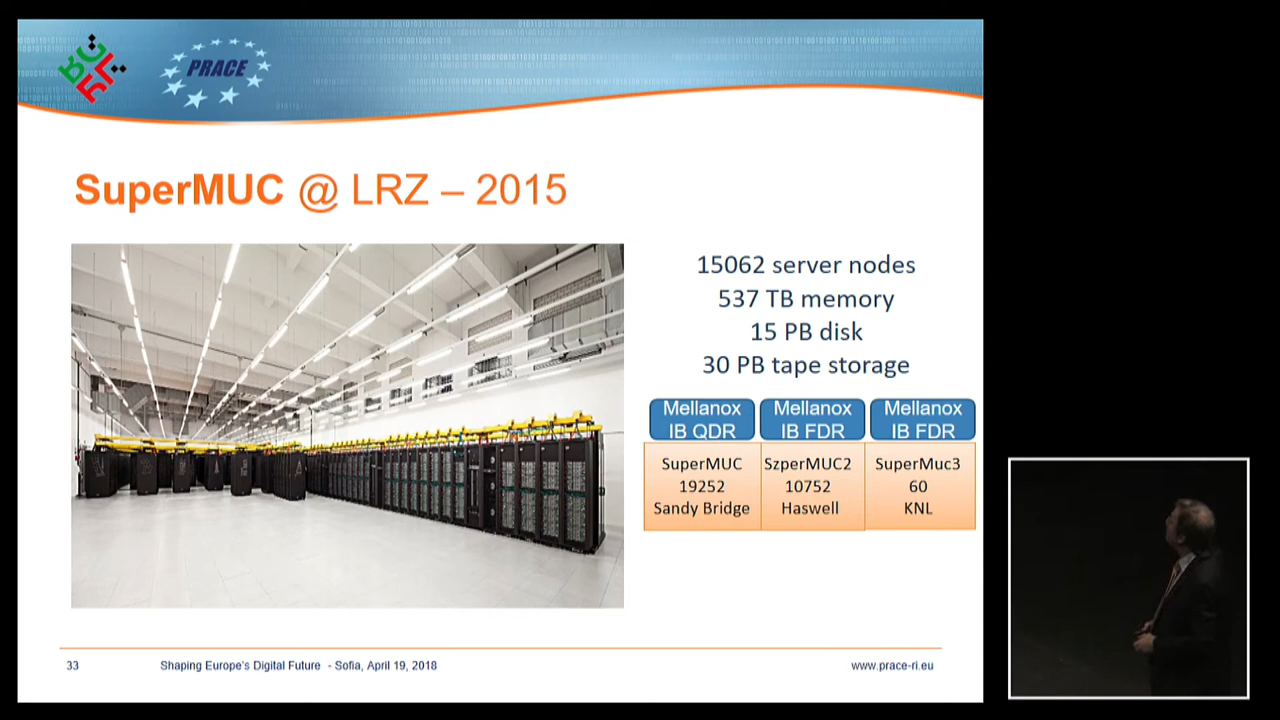 PRACE
SuperMUC @ LRZ – 2015
15062 server nodes
537 TB memory
15 PB disk
30 PB tape storage
Mellanox
IB QDR
Mellanox
IB FDR
Mellanox
IB FDR
SuperMUC
19252
Sandy Bridge
SzperMUC2
10752
Haswell
SuperMuc3
60
KNL
33
Shaping Europe's Digital Future - Sofia, April 19, 2018
www.prace-ri.eu